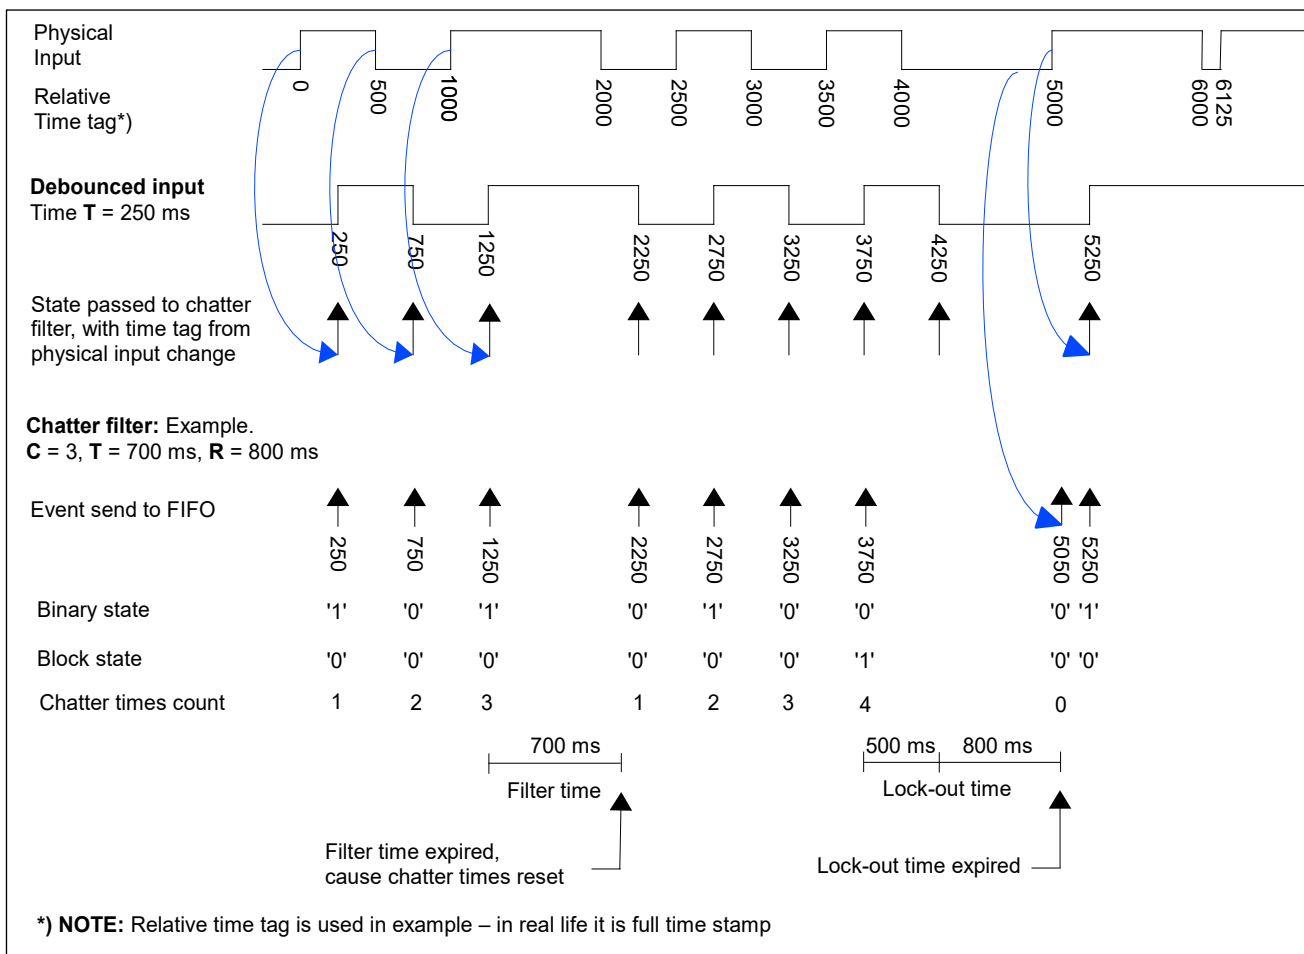 Physical
Input
Relative
Time tag*)
0
500
1000
2000
2500
3000
3500
4000
5000
6000
6125
Debounced input
Time T = 250 ms
250
750
1250
2250
2750
3250
3750
4250
5250
State passed to chatter
filter, with time tag from
physical input change
Chatter filter: Example.
C = 3, T = 700 ms, R = 800 ms
Event send to FIFO
250
750
1250
2250
2750
3250
3750
5050
5250
Binary state '1' '0' '1' '0' '1' '0' '0' '0' '1'
Block state '0' '0' '0' '0' '0' '0' '1' '0' '0'
Chatter times count 1 2 3 1 2 3 4 0
700 ms 500 ms 800 ms
Filter time Lock-out time
Filter time expired,
cause chatter times reset
Lock-out time expired
*) NOTE: Relative time tag is used in example – in real life it is full time stamp